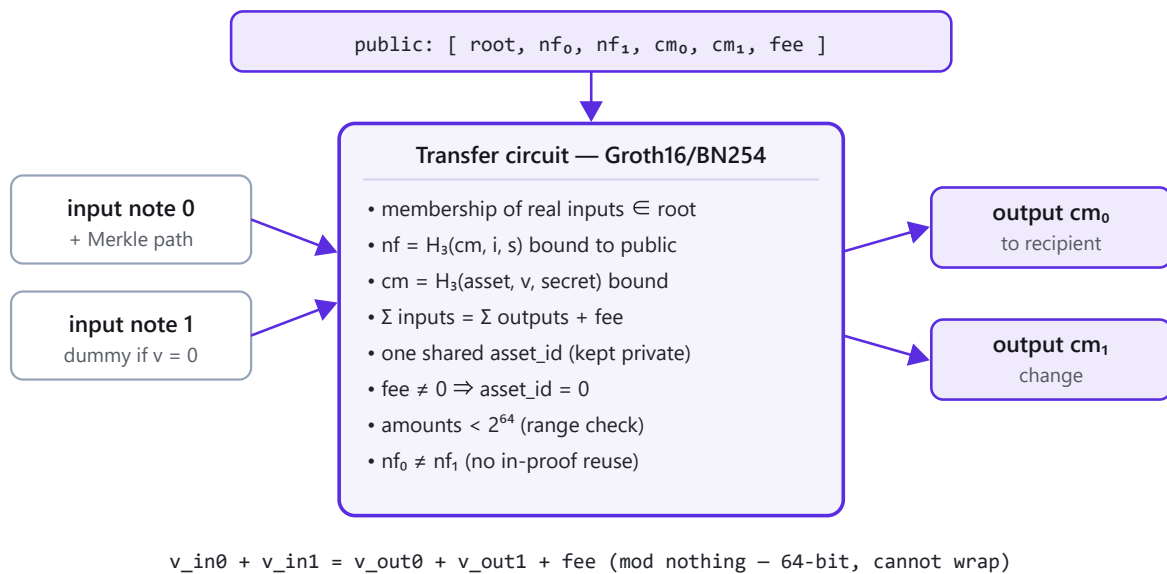 public: [ root, nf₀, nf₁, cm₀, cm₁, fee ]
Transfer circuit — Groth16/BN254
• membership of real inputs ∈ root
• nf = H₃(cm, i, s) bound to public
• cm = H₃(asset, v, secret) bound
• Σ inputs = Σ outputs + fee
• one shared asset_id (kept private)
• fee ≠ 0 ⇒ asset_id = 0
• amounts < 2⁶⁴ (range check)
• nf₀ ≠ nf₁ (no in-proof reuse)
input note 0
+ Merkle path
input note 1
dummy if v = 0
output cm₀
to recipient
output cm₁
change
v_in0 + v_in1 = v_out0 + v_out1 + fee (mod nothing — 64-bit, cannot wrap)